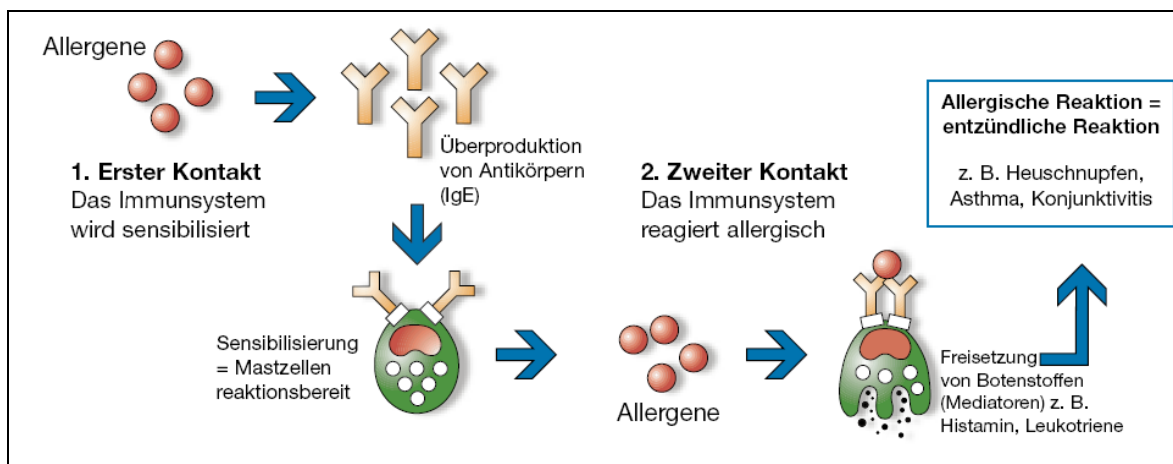 Allergene
1. Erster Kontakt
Das Immunsystem
wird sensibilisiert
Überproduktion
von Antikörpern
(IgE)
Sensibilisierung
= Mastzellen
reaktionsbereit
2. Zweiter Kontakt
Das Immunsystem
reagiert allergisch
Allergene
Freisetzung
von Botenstoffen
(Mediatoren) z. B.
Histamin, Leukotriene
Allergische Reaktion =
entzündliche Reaktion
z. B. Heuschnupfen,
Asthma, Konjunktivitis